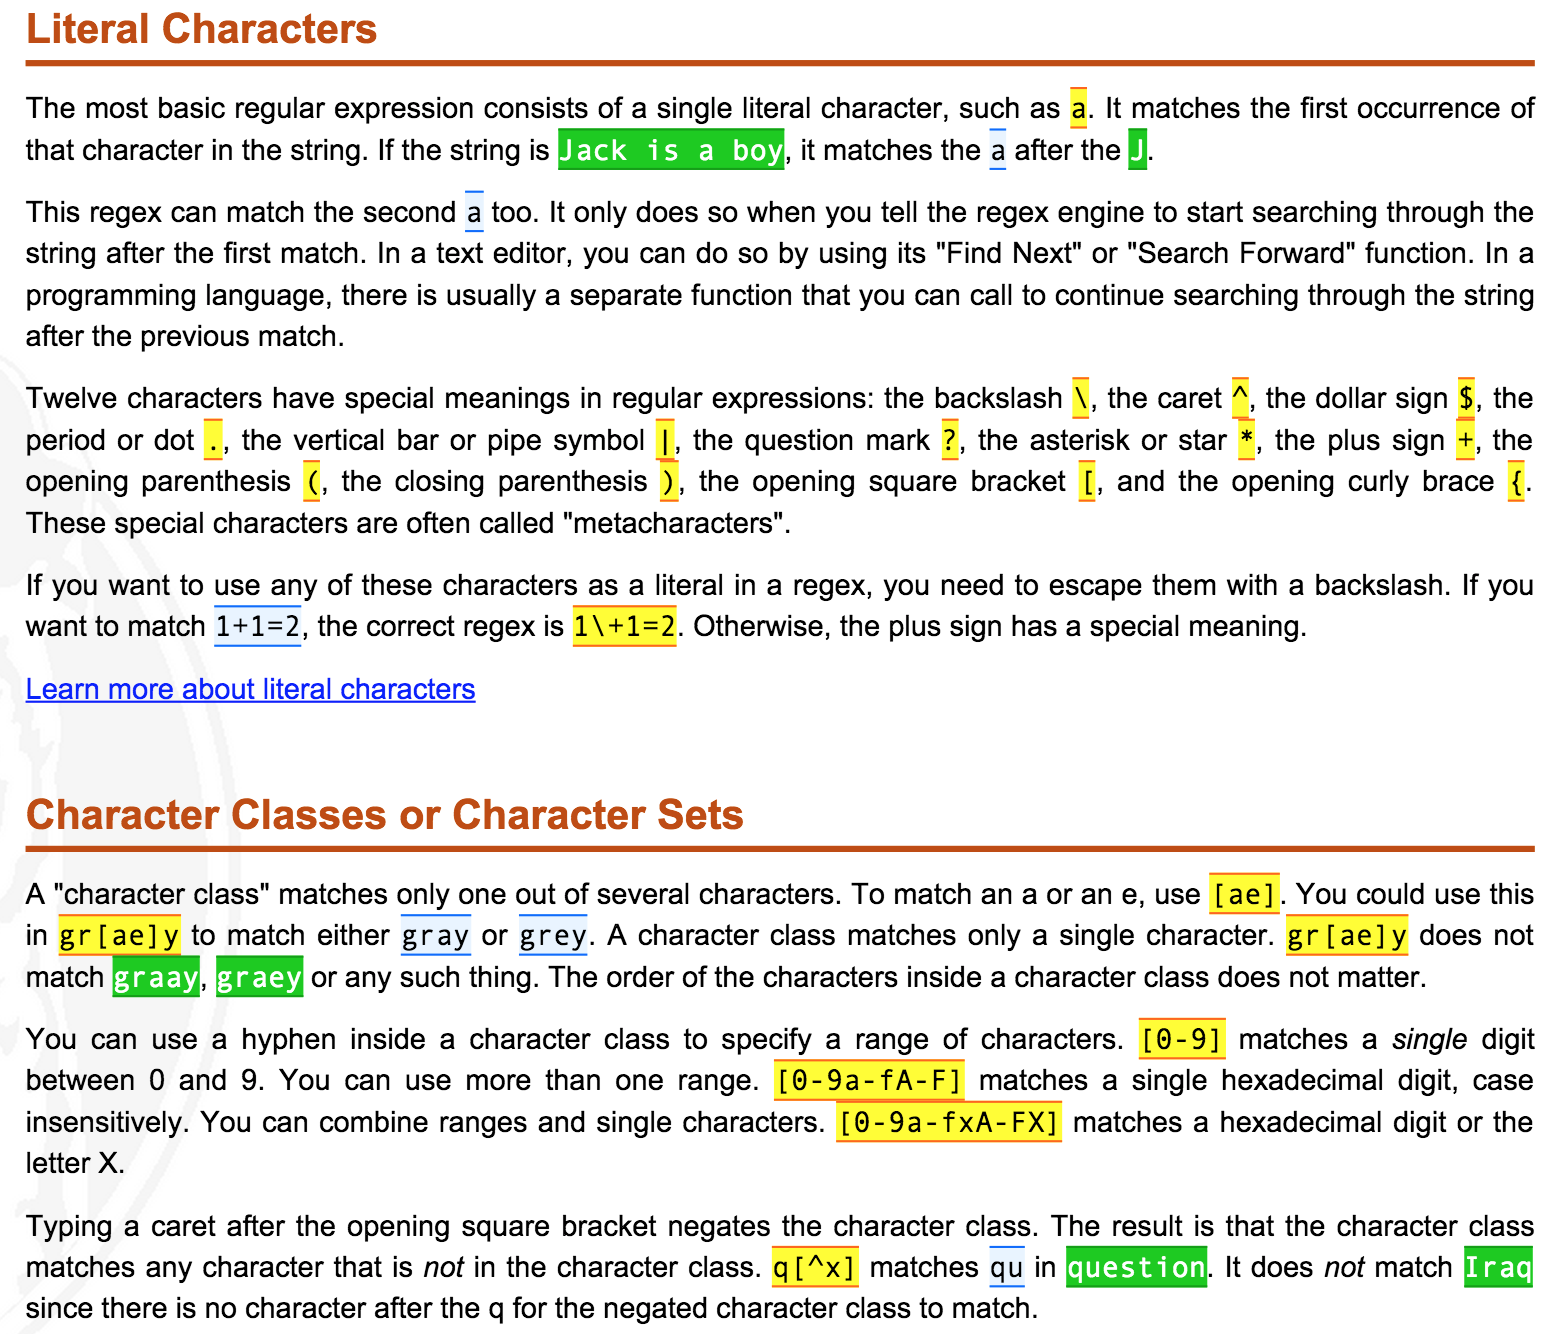 Literal Characters
The most basic regular expression consists of a single literal character, such as a. It matches the first occurrence of
that character in the string. If the string is Jack is a boy, it matches the a after the J.
This regex can match the second a too. It only does so when you tell the regex engine to start searching through the
string after the first match. In a text editor, you can do so by using its "Find Next" or "Search Forward" function. In a
programming language, there is usually a separate function that you can call to continue searching through the string
after the previous match.
Twelve characters have special meanings in regular expressions: the backslash \, the caret ^, the dollar sign $, the
period or dot ., the vertical bar or pipe symbol |, the question mark ?, the asterisk or star *, the plus sign +, the
opening parenthesis (, the closing parenthesis ), the opening square bracket [, and the opening curly brace {.
These special characters are often called "metacharacters".
If you want to use any of these characters as a literal in a regex, you need to escape them with a backslash. If you
want to match 1+1=2, the correct regex is 1\+1=2. Otherwise, the plus sign has a special meaning.
Learn more about literal characters
Character Classes or Character Sets
A "character class" matches only one out of several characters. To match an a or an e, use [ae]. You could use this
in gr[ae]y to match either gray or grey. A character class matches only a single character. gr[ae]y does not
match graay, graey or any such thing. The order of the characters inside a character class does not matter.
You can use a hyphen inside a character class to specify a range of characters. [0-9] matches a single digit
between 0 and 9. You can use more than one range. [0-9a-fA-F] matches a single hexadecimal digit, case
insensitively. You can combine ranges and single characters. [0-9a-fxA-FX] matches a hexadecimal digit or the
letter X.
Typing a caret after the opening square bracket negates the character class. The result is that the character class
matches any character that is not in the character class. q[^x] matches qu in question. It does not match Iraq
since there is no character after the q for the negated character class to match.